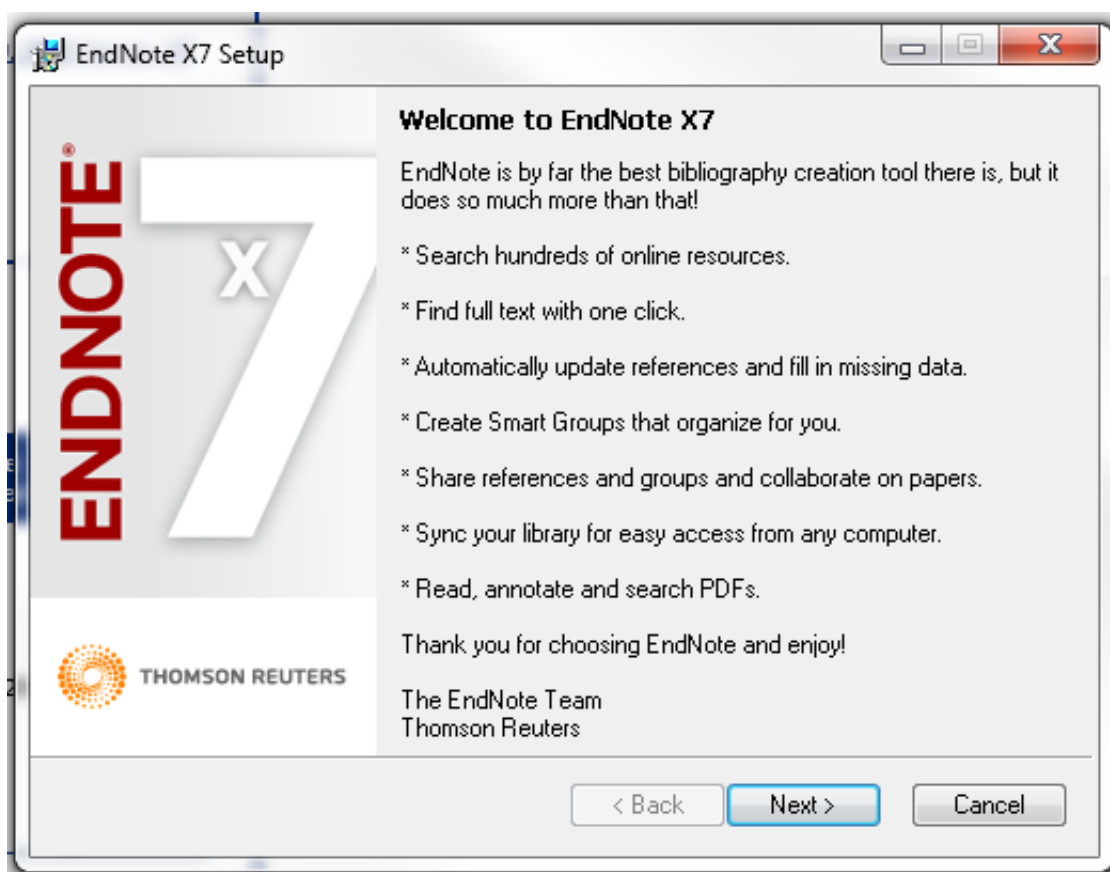 EndNote X7 Setup
ENDNOTE®
X7
THOMSON REUTERS
Welcome to EndNote X7
EndNote is by far the best bibliography creation tool there is, but it
does so much more than that!
* Search hundreds of online resources.
* Find full text with one click.
* Automatically update references and fill in missing data.
* Create Smart Groups that organize for you.
* Share references and groups and collaborate on papers.
* Sync your library for easy access from any computer.
* Read, annotate and search PDFs.
Thank you for choosing EndNote and enjoy!
The EndNote Team
Thomson Reuters
< Back
Next >
Cancel